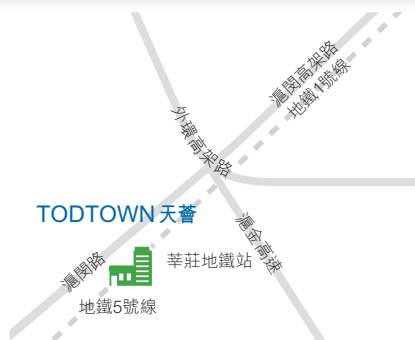 滬閔高架路
地鐵1號線
外環高架路
TODTOWN 天薈
滬金高速
滬閔路
莘莊地鐵站
地鐵5號線